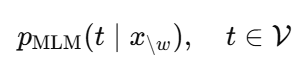 p_MLM(t | x_{\w}),  t ∈ 𝒱